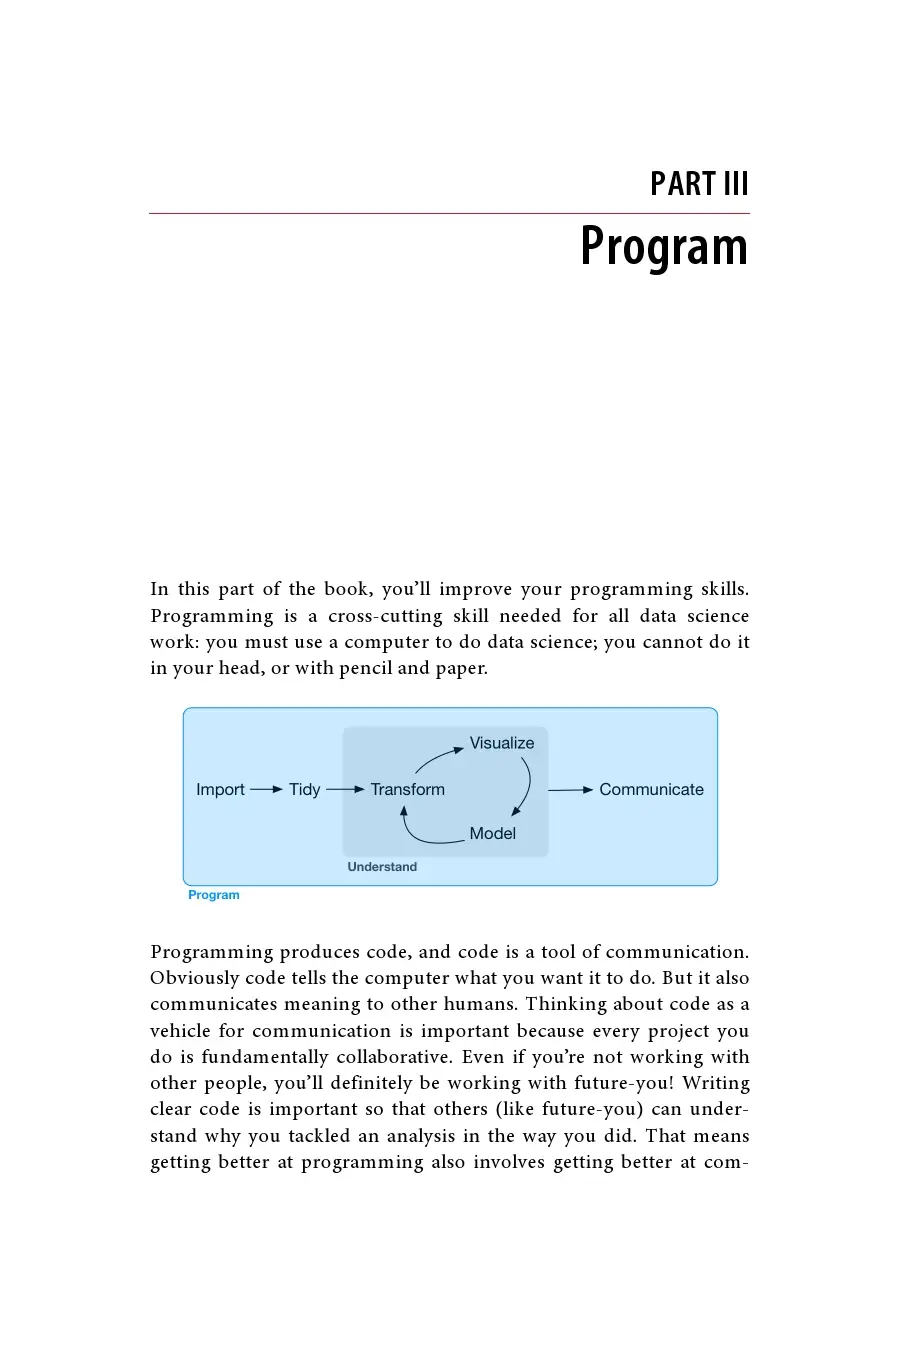 PART III
Program
In this part of the book, you’ll improve your programming skills.
Programming is a cross-cutting skill needed for all data science
work: you must use a computer to do data science; you cannot do it
in your head, or with pencil and paper.
Visualize
Import Tidy Transform Communicate
Model
Understand
Program
Programming produces code, and code is a tool of communication.
Obviously code tells the computer what you want it to do. But it also
communicates meaning to other humans. Thinking about code as a
vehicle for communication is important because every project you
do is fundamentally collaborative. Even if you’re not working with
other people, you’ll definitely be working with future-you! Writing
clear code is important so that others (like future-you) can under-
stand why you tackled an analysis in the way you did. That means
getting better at programming also involves getting better at com-